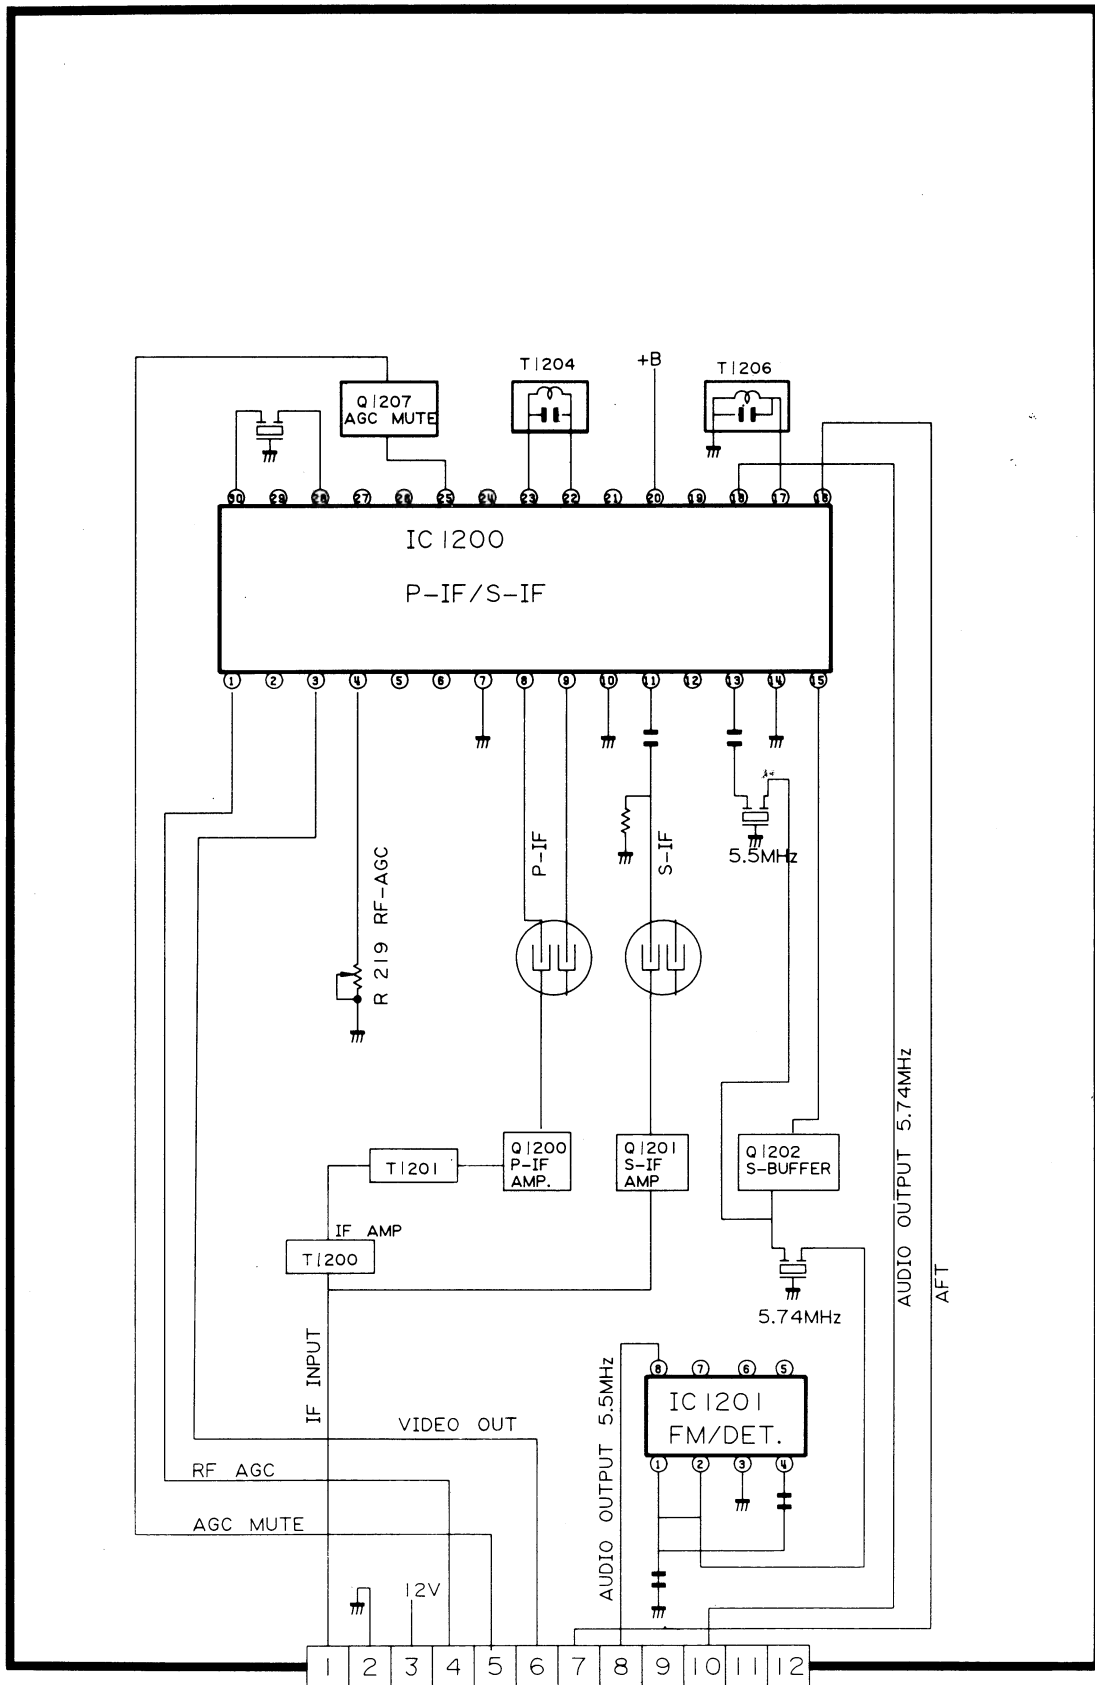 +B
T1204
T1206
Q1207
AGC MUTE
30 29 28 27 26 25 24 23 22 21 20 19 18 17 16
IC1200
P-IF/S-IF
1 2 3 4 5 6 7 8 9 10 11 12 13 14 15
P-IF
S-IF
5.5MHz
R 219 RF-AGC
AUDIO OUTPUT 5.74MHz
AFT
Q1200
P-IF
AMP.
Q1201
S-IF
AMP
Q1202
S-BUFFER
T1201
IF AMP
T1200
5.74MHz
IF INPUT
AUDIO OUTPUT 5.5MHz
8 7 6 5
IC1201
FM/DET.
1 2 3 4
VIDEO OUT
RF AGC
AGC MUTE
12V
1 2 3 4 5 6 7 8 9 10 11 12